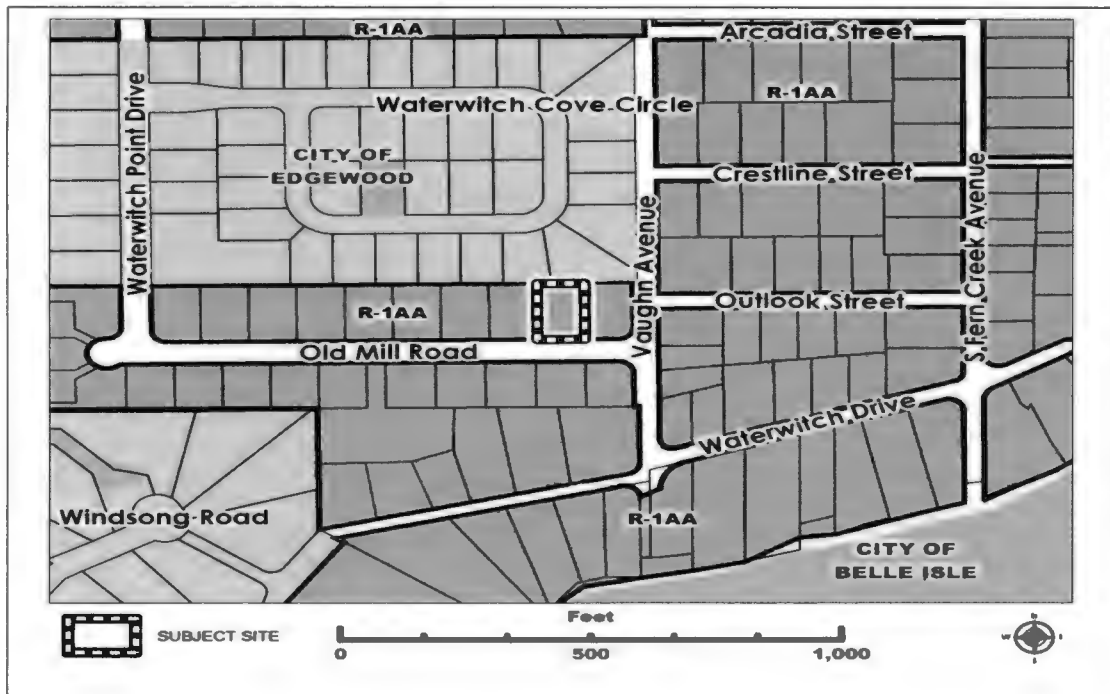 R-1AA
Arcadia Street
R-1AA
Waterwitch Cove Circle
Waterwitch Point Drive
CITY OF
EDGEWOOD
Crestline Street
Vaughn Avenue
S Fern Creek Avenue
R-1AA
Outlook Street
Old Mill Road
Waterwitch Drive
Windsong Road
R-1AA
CITY OF
BELLE ISLE
SUBJECT SITE
Feet
0
500
1,000